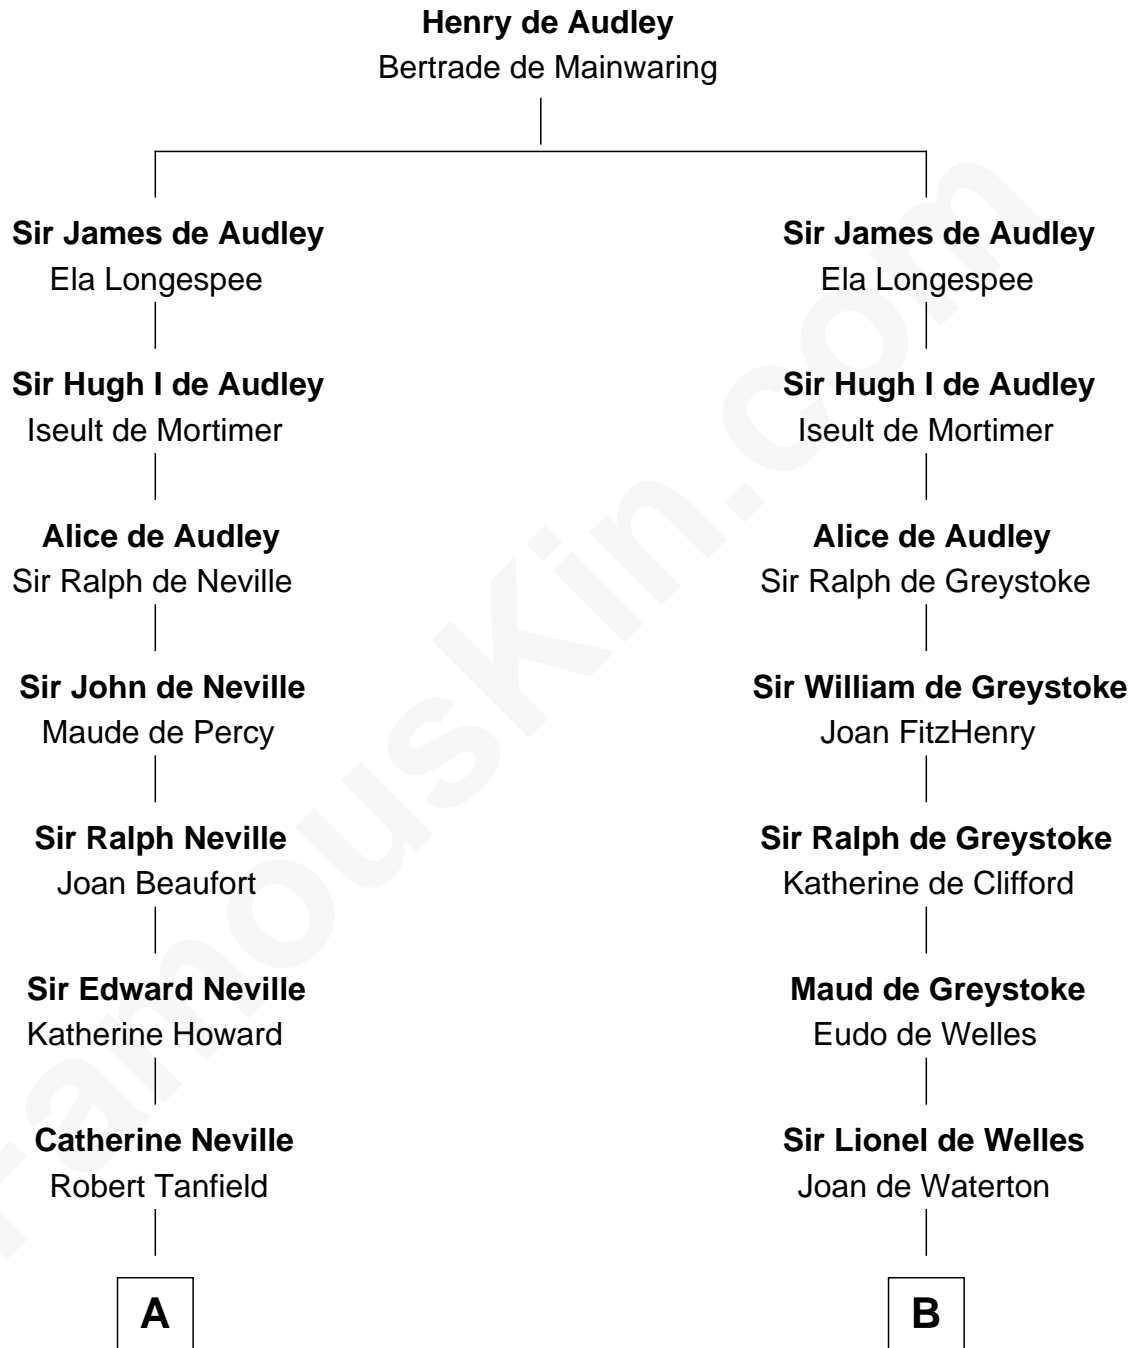 Henry de Audley
Bertrade de Mainwaring
Sir James de Audley
Ela Longespee
Sir Hugh I de Audley
Iseult de Mortimer
Alice de Audley
Sir Ralph de Neville
Sir John de Neville
Maude de Percy
Sir Ralph Neville
Joan Beaufort
Sir Edward Neville
Katherine Howard
Catherine Neville
Robert Tanfield
A
Sir James de Audley
Ela Longespee
Sir Hugh I de Audley
Iseult de Mortimer
Alice de Audley
Sir Ralph de Greystoke
Sir William de Greystoke
Joan FitzHenry
Sir Ralph de Greystoke
Katherine de Clifford
Maud de Greystoke
Eudo de Welles
Sir Lionel de Welles
Joan de Waterton
B
FamousKin.com